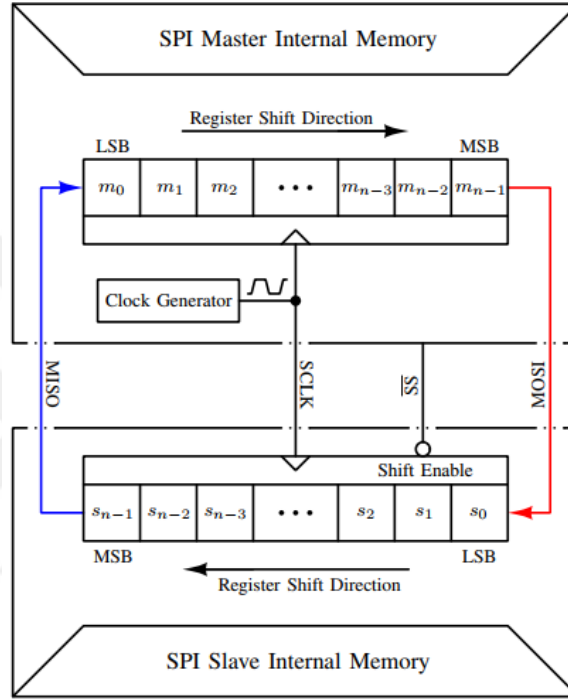 SPI Master Internal Memory
Register Shift Direction
LSB MSB
m₀ m₁ m₂ ••• mₙ₋₃ mₙ₋₂ mₙ₋₁
Clock Generator
MISO
SCLK
S̅S̅
MOSI
Shift Enable
sₙ₋₁ sₙ₋₂ sₙ₋₃ ••• s₂ s₁ s₀
MSB LSB
Register Shift Direction
SPI Slave Internal Memory